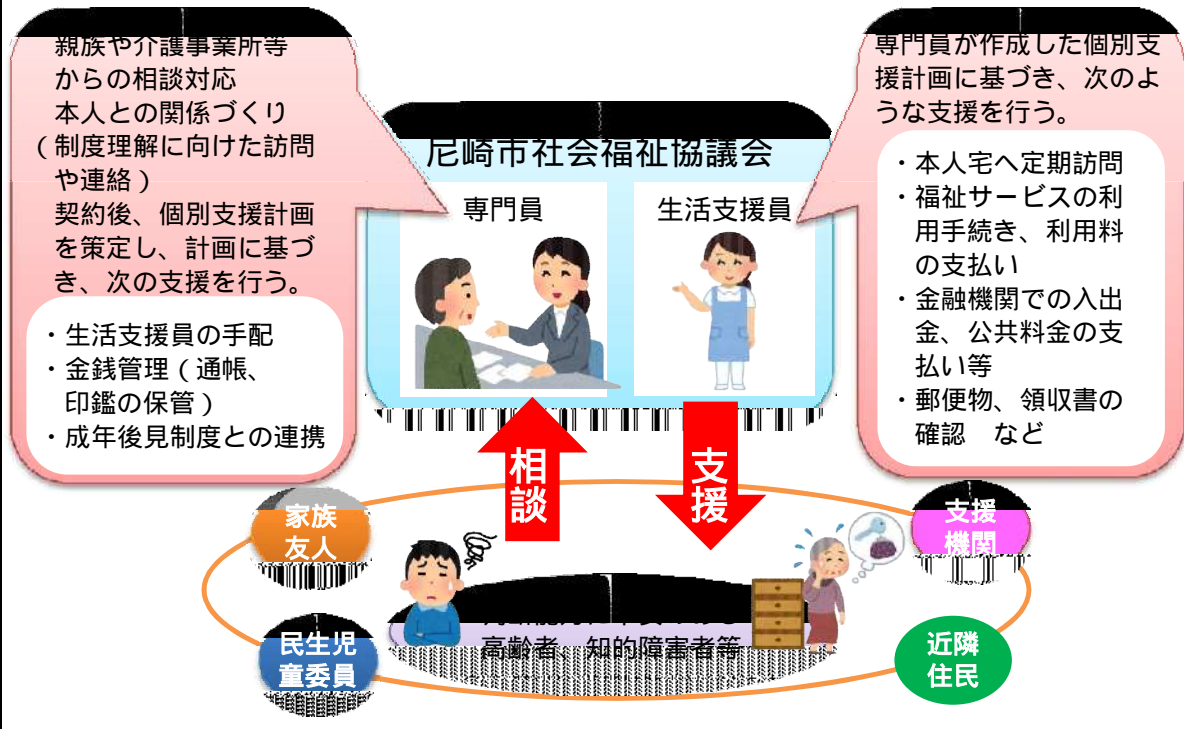 親族や介護事業所等
からの相談対応
本人との関係づくり
(制度理解に向けた訪問
や連絡)
契約後、個別支援計画
を策定し、計画に基づ
き、次の支援を行う。
・生活支援員の手配
・金銭管理(通帳、
印鑑の保管)
・成年後見制度との連携
尼崎市社会福祉協議会
専門員
生活支援員
専門員が作成した個別支
援計画に基づき、次のよ
うな支援を行う。
・本人宅へ定期訪問
・福祉サービスの利
用手続き、利用料
の支払い
・金融機関での入出
金、公共料金の支
払い等
・郵便物、領収書の
確認 など
相談
支援
家族
友人
支援
機関
高齢者、知的障害者等
民生児
童委員
近隣
住民